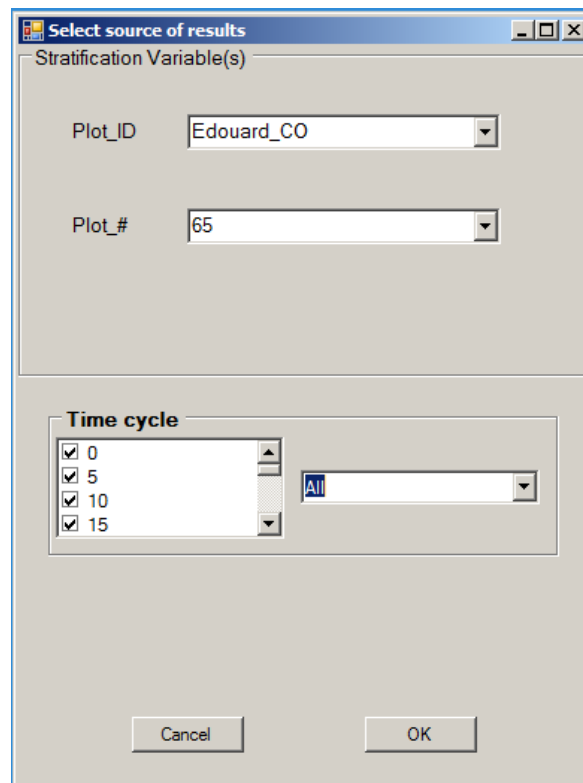 Select source of results
Stratification Variable(s)
Plot_ID Edouard_CO
Plot_# 65
Time cycle
0
5 All
10
15
Cancel OK